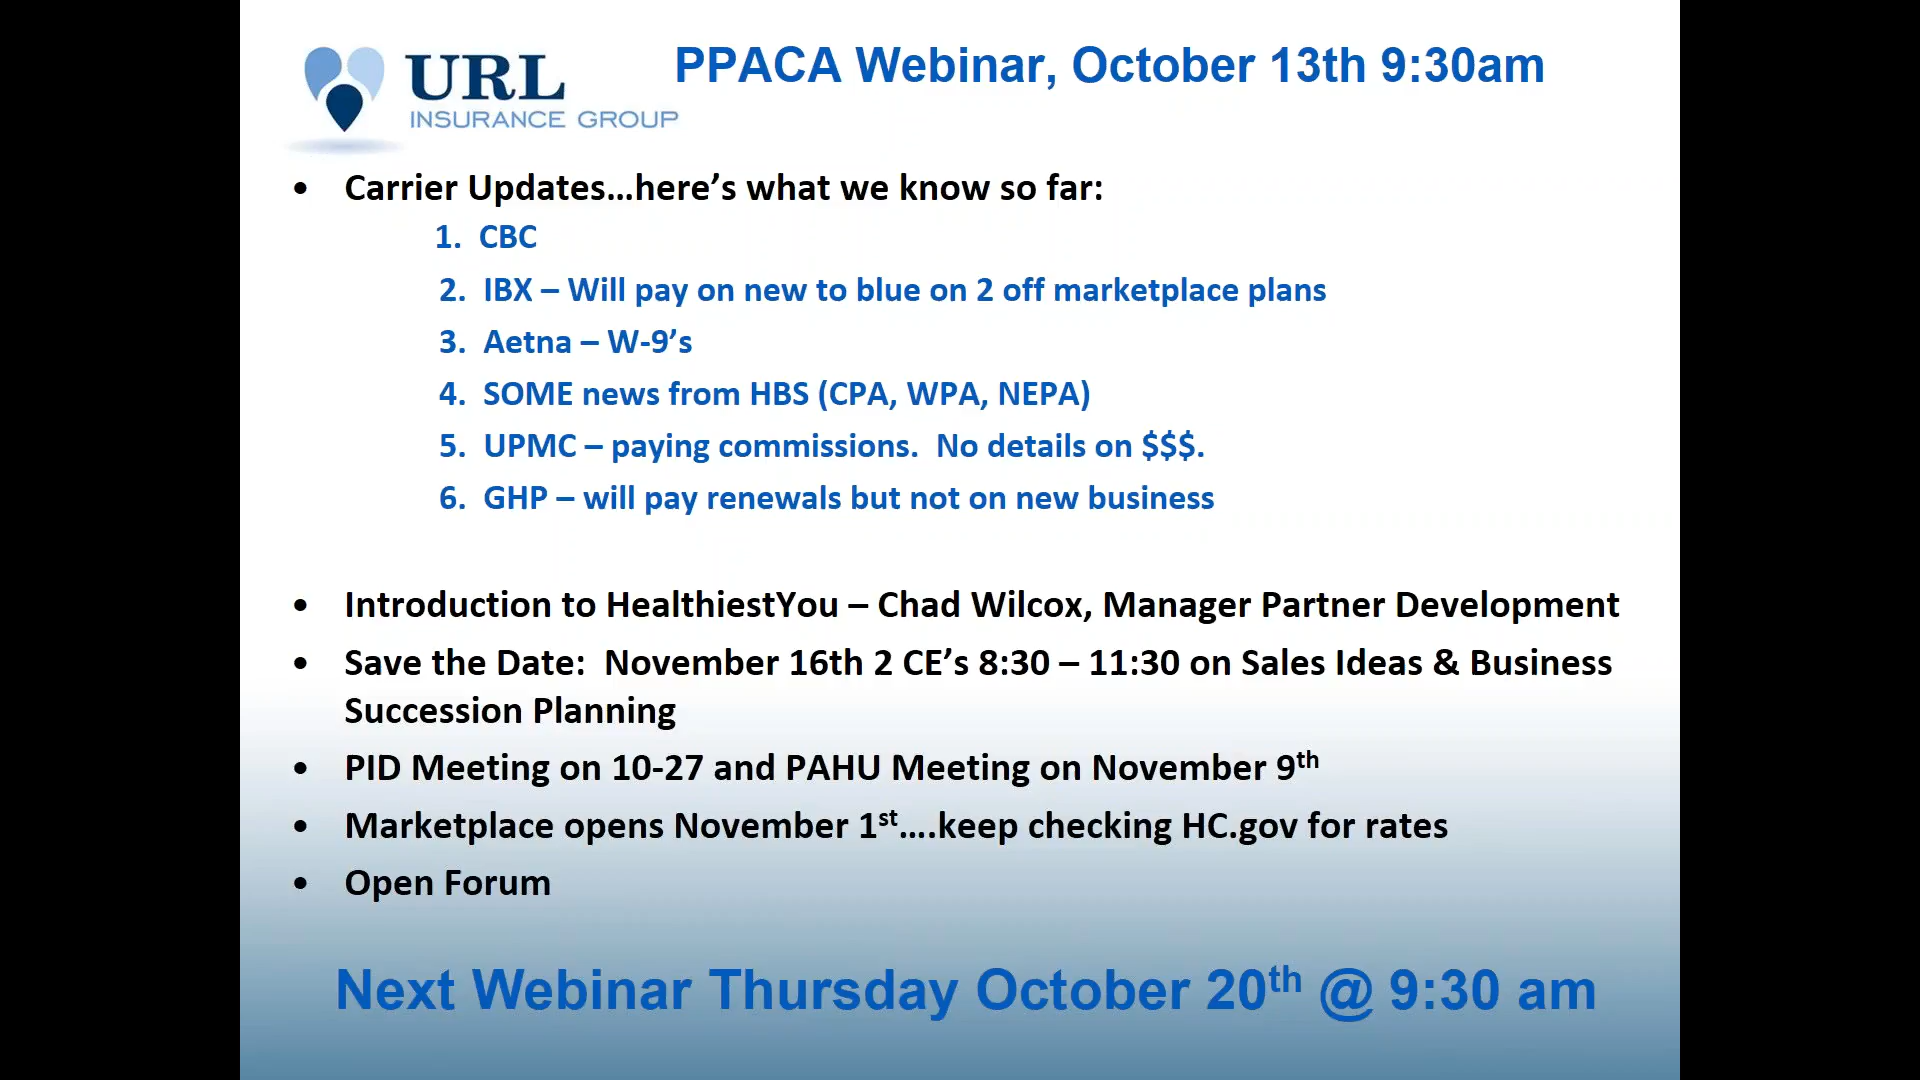 URL
INSURANCE GROUP
PPACA Webinar, October 13th 9:30am
• Carrier Updates…here’s what we know so far:
1. CBC
2. IBX – Will pay on new to blue on 2 off marketplace plans
3. Aetna – W-9’s
4. SOME news from HBS (CPA, WPA, NEPA)
5. UPMC – paying commissions.  No details on $$$.
6. GHP – will pay renewals but not on new business
• Introduction to HealthiestYou – Chad Wilcox, Manager Partner Development
• Save the Date:  November 16th 2 CE’s 8:30 – 11:30 on Sales Ideas & Business
Succession Planning
• PID Meeting on 10-27 and PAHU Meeting on November 9th
• Marketplace opens November 1st….keep checking HC.gov for rates
• Open Forum
Next Webinar Thursday October 20th @ 9:30 am